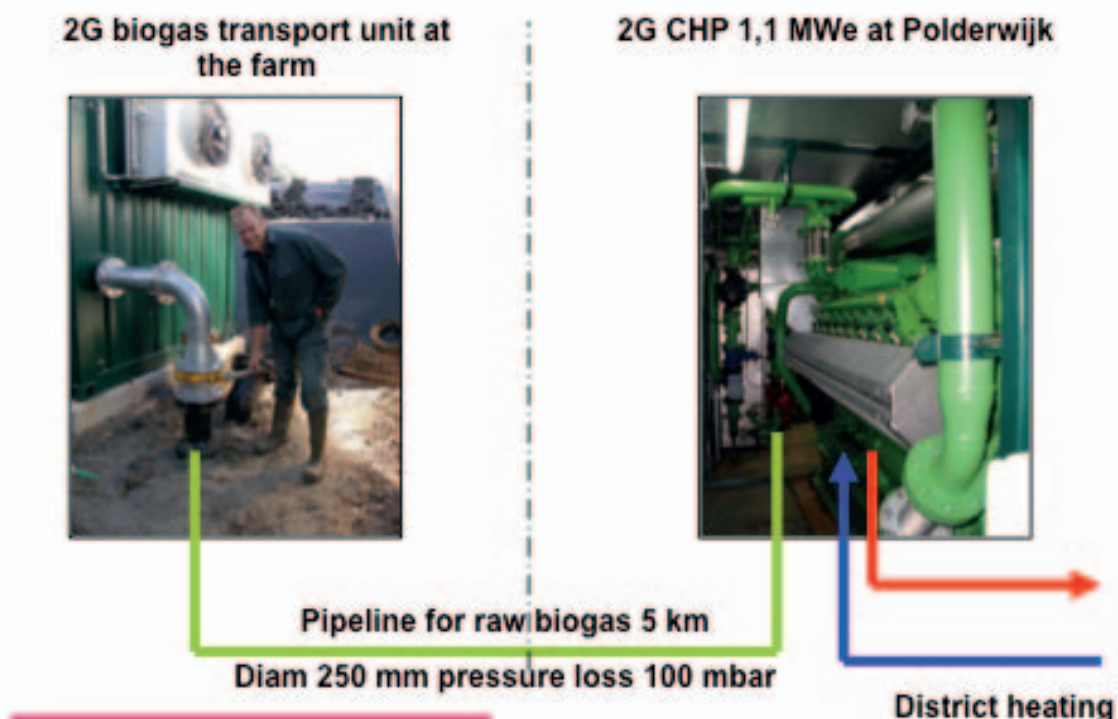 2G biogas transport unit at
the farm
2G CHP 1,1 MWe at Polderwijk
Pipeline for raw biogas 5 km
Diam 250 mm pressure loss 100 mbar
District heating